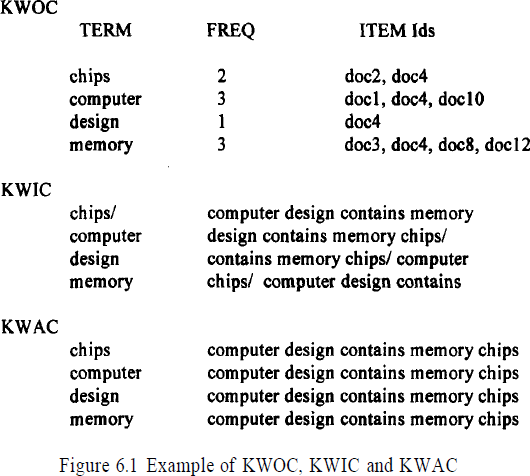 KWOC
TERM FREQ ITEM Ids
chips 2 doc2, doc4
computer 3 doc1, doc4, doc10
design 1 doc4
memory 3 doc3, doc4, doc8, doc12
KWIC
chips/ computer design contains memory
computer design contains memory chips/
design contains memory chips/ computer
memory chips/ computer design contains
KWAC
chips computer design contains memory chips
computer computer design contains memory chips
design computer design contains memory chips
memory computer design contains memory chips
Figure 6.1 Example of KWOC, KWIC and KWAC